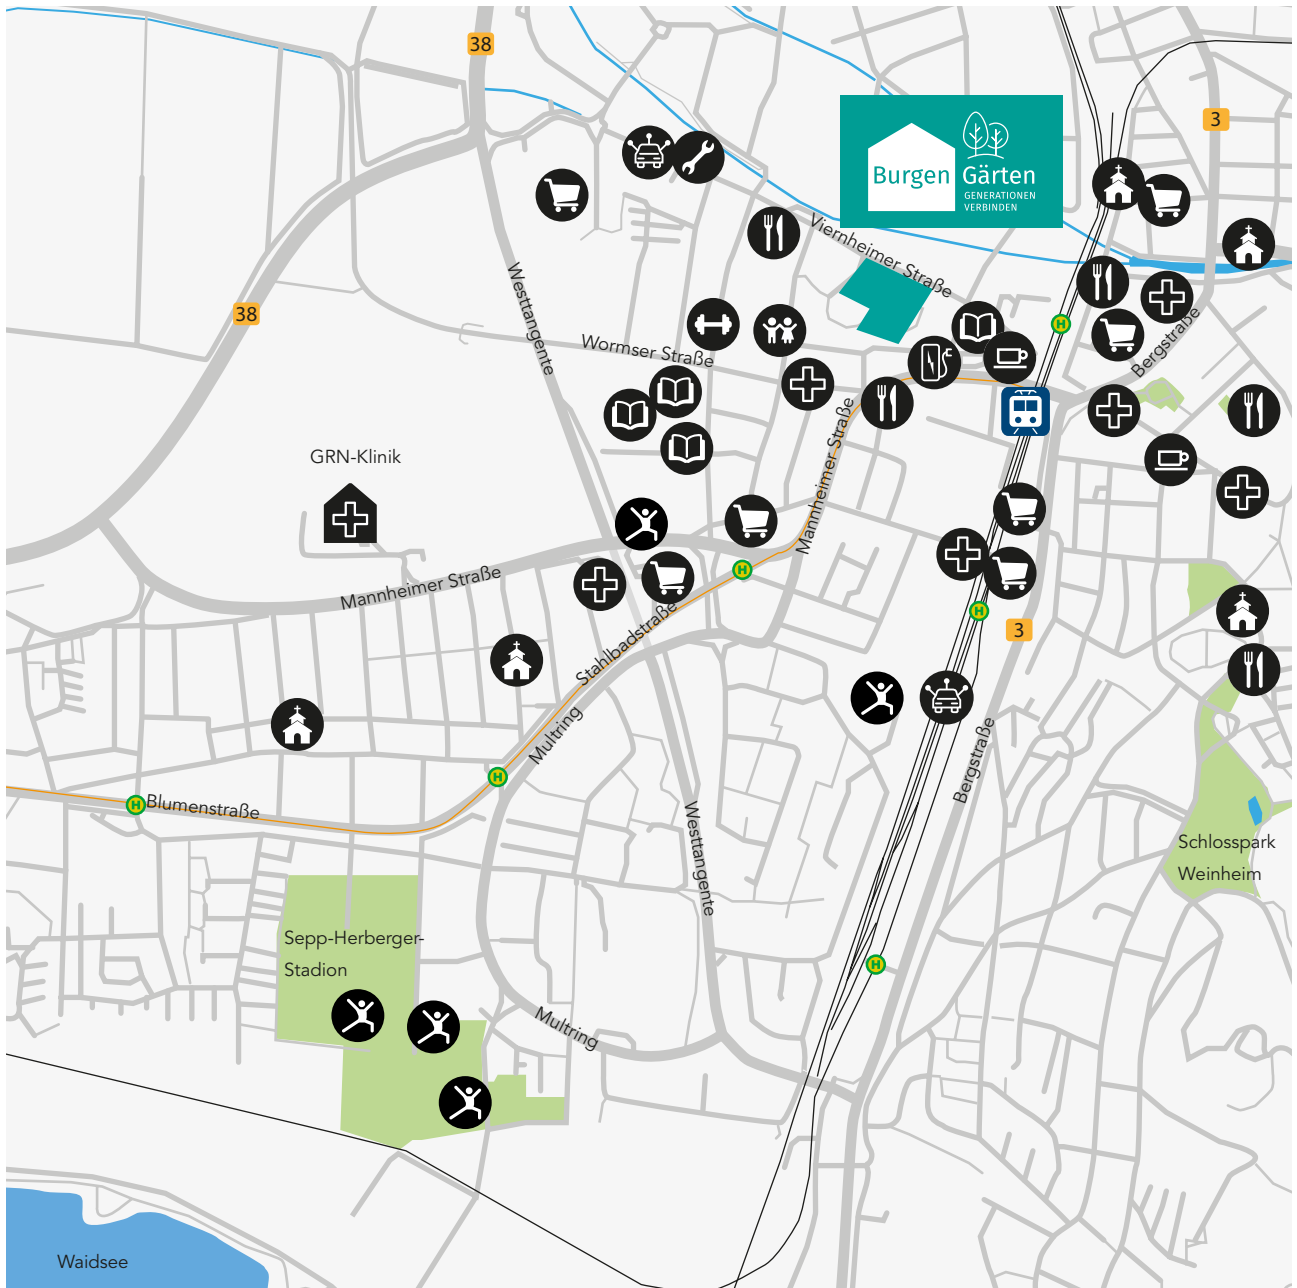 38
3
Burgen Gärten
GENERATIONEN
VERBINDEN
Viernheimer Straße
Westtangente
38
H
Wormser Straße
Bergstraße
Mannheimer Straße
GRN-Klinik
H
Mannheimer Straße
H
3
Stahlbadstraße
Multring
Bergstraße
H
H
Blumenstraße
Westtangente
Schlosspark
Weinheim
Sepp-Herberger-
Stadion
H
Multring
Waidsee